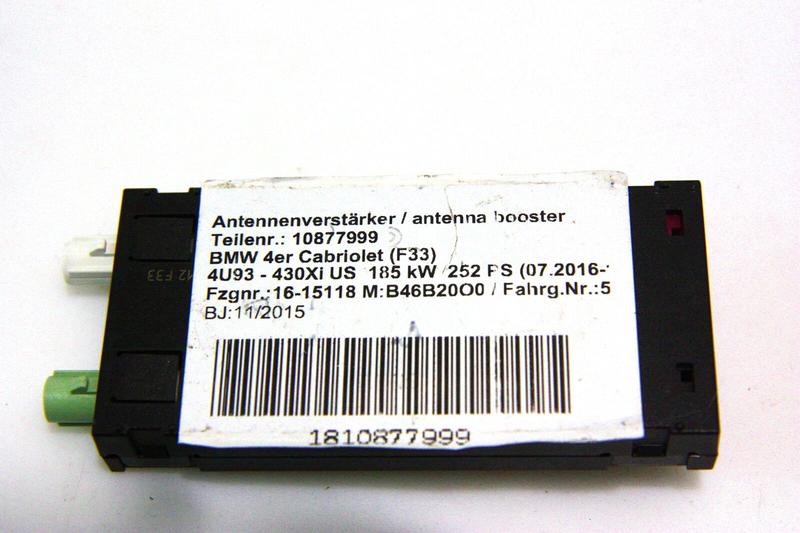 Antennenverstärker / antenna booster
Teilenr.: 10877999
BMW 4er Cabriolet (F33)
4U93 - 430Xi US 185 kW 252 PS (07.2016-
Fzgnr.:16-15118 M:B46B20O0 / Fahrg.Nr.:5
BJ:11/2015
1810877999
F33